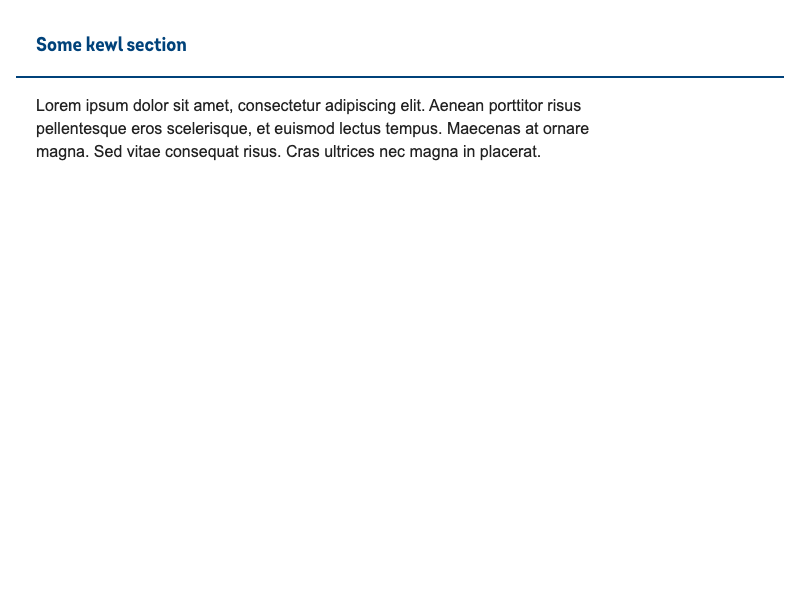 Some kewl section
Lorem ipsum dolor sit amet, consectetur adipiscing elit. Aenean porttitor risus
pellentesque eros scelerisque, et euismod lectus tempus. Maecenas at ornare
magna. Sed vitae consequat risus. Cras ultrices nec magna in placerat.